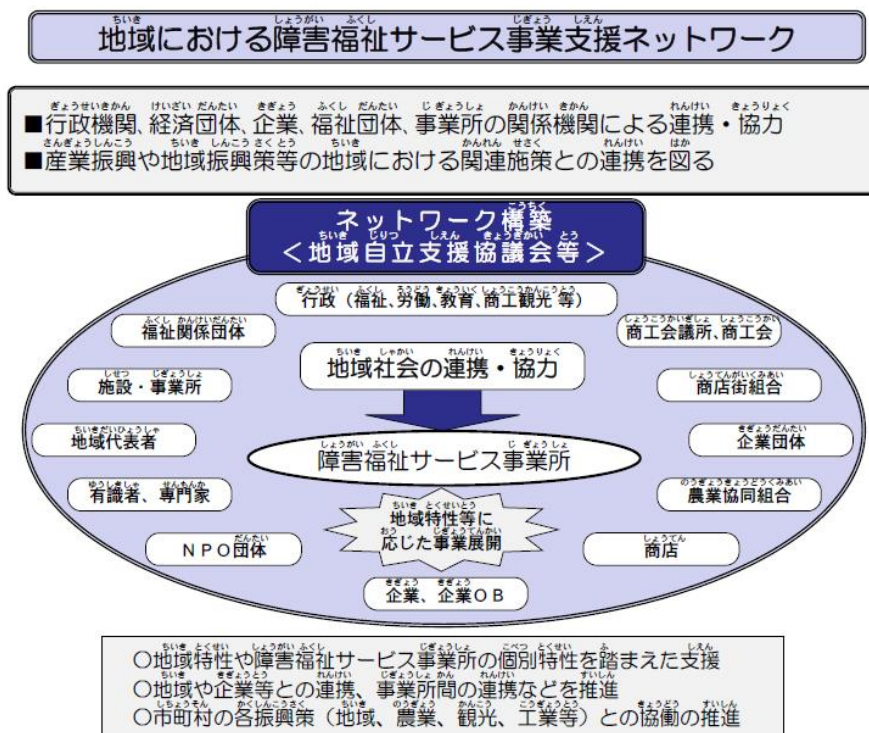 地域における障害福祉サービス事業支援ネットワーク
■行政機関、経済団体、企業、福祉団体、事業所の関係機関による連携・協力
■産業振興や地域振興策等の地域における関連施策との連携を図る
ネットワーク構築
＜地域自立支援協議会等＞
行政（福祉、労働、教育、商工観光 等）
福祉関係団体
商工会議所、商工会
地域社会の連携・協力
施設・事業所
商店街組合
地域代表者
企業団体
障害福祉サービス事業所
有識者、専門家
農業協同組合
地域特性等に
応じた事業展開
ＮＰＯ団体
商店
企業、企業ＯＢ
○地域特性や障害福祉サービス事業所の個別特性を踏まえた支援
○地域や企業等との連携、事業所間の連携などを推進
○市町村の各振興策（地域、農業、観光、工業等）との協働の推進